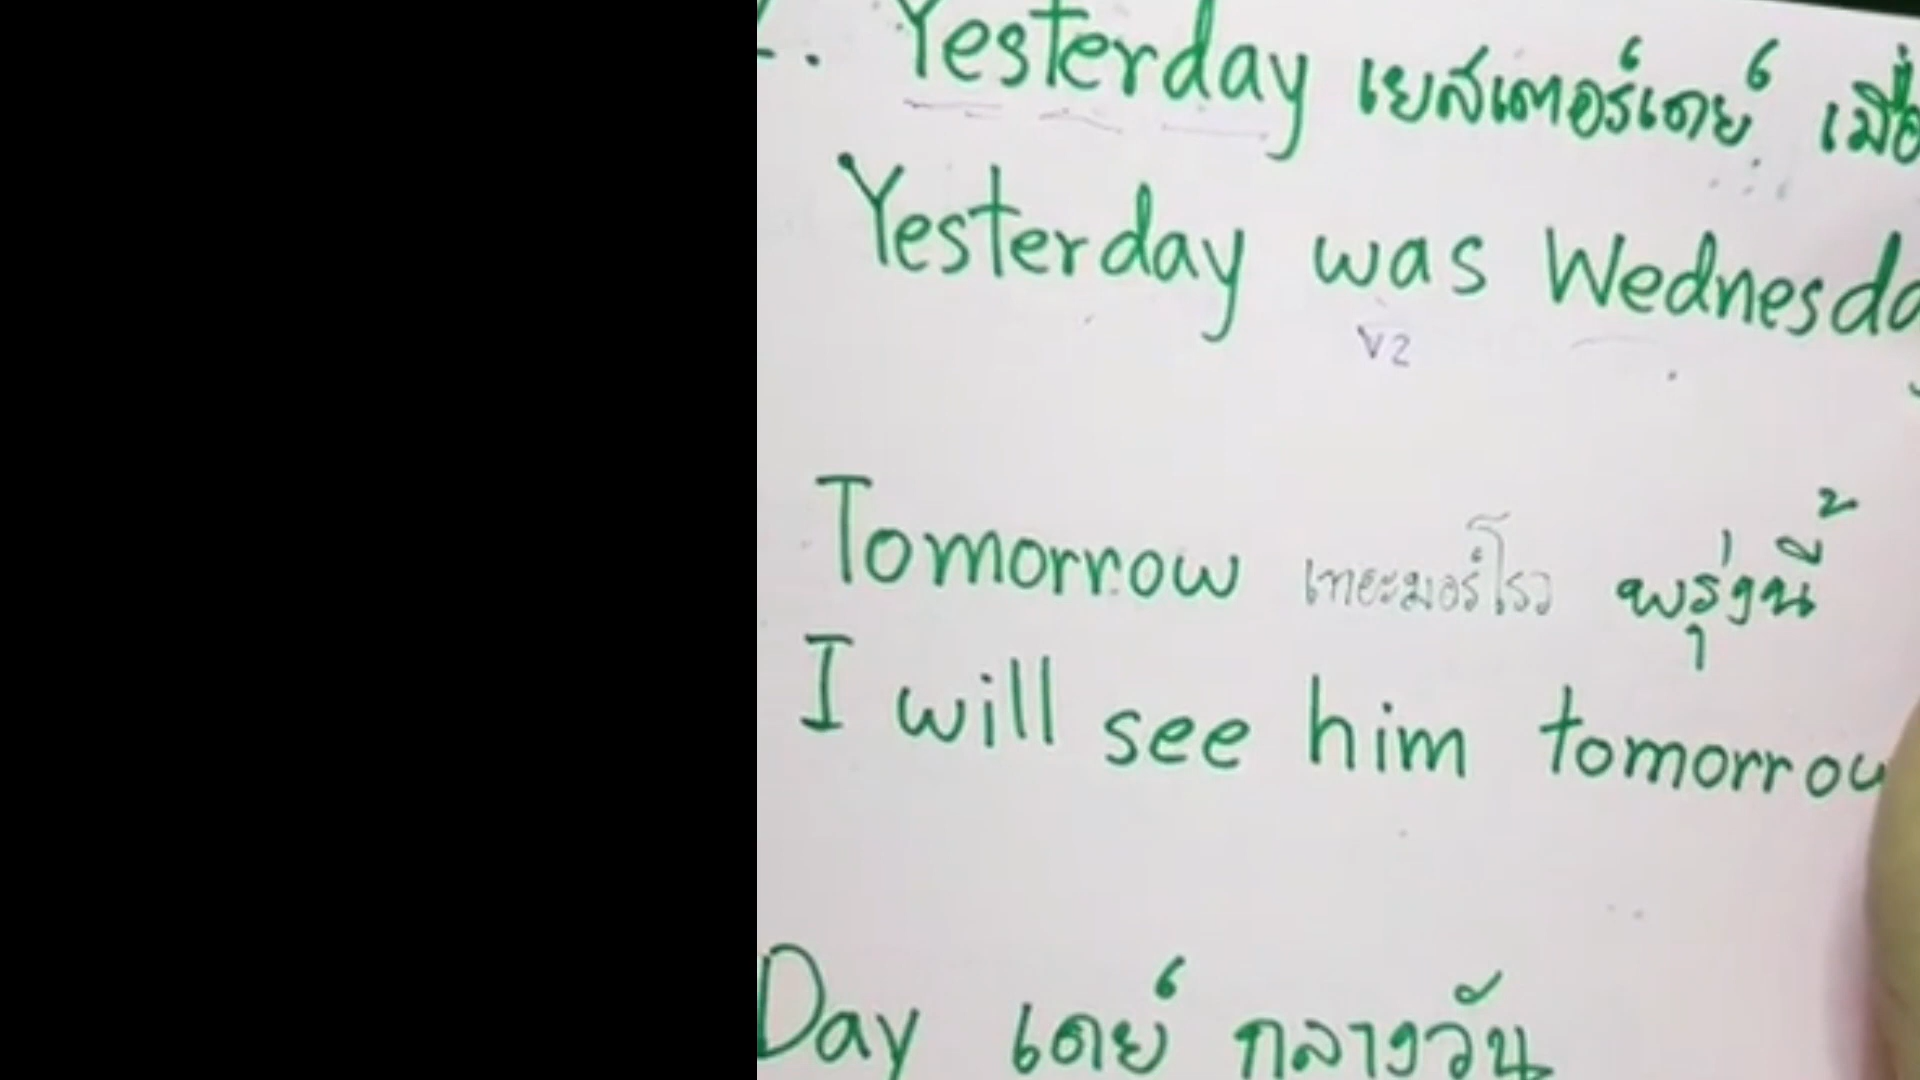 Yesterday เยสเตอร์เดย์
Yesterday was
V2
Tomorrow เทอะมอร์โรว พรุ่งนี้
I will see him tomorrow
Day เดย์ กลางวัน